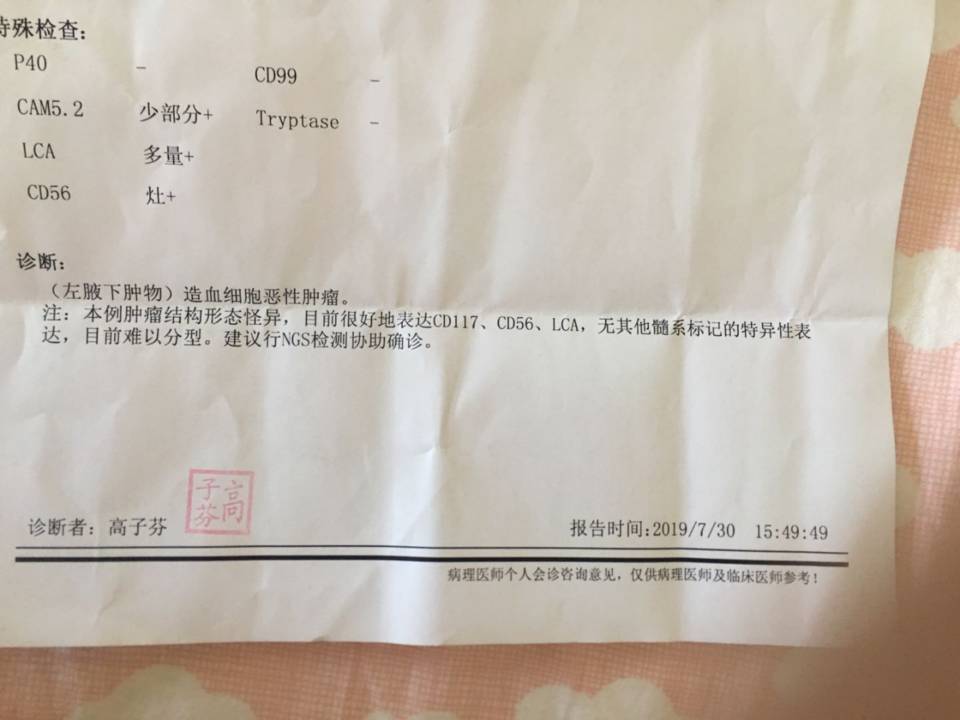 特殊检查:
P40 - CD99 -
CAM5.2 少部分+ Tryptase -
LCA 多量+
CD56 灶+
诊断:
（左腋下肿物）造血细胞恶性肿瘤。
注: 本例肿瘤结构形态怪异，目前很好地表达CD117、CD56、LCA，无其他髓系标记的特异性表
达，目前难以分型。建议行NGS检测协助确诊。
诊断者: 高子芬
高子芬
报告时间:2019/7/30 15:49:49
病理医师个人会诊咨询意见，仅供病理医师及临床医师参考!